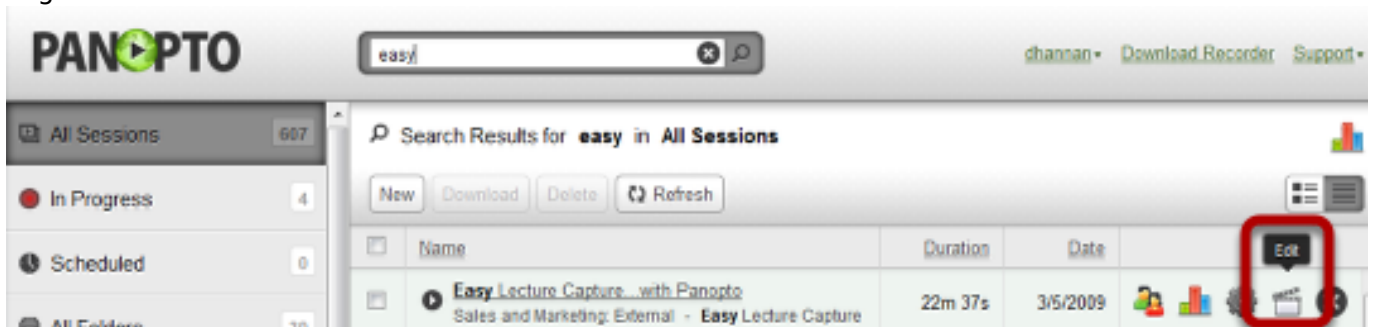 PANOPTO
easy
dhannan
Download Recorder
Support
All Sessions 607
Search Results for easy in All Sessions
In Progress 4
New Download Delete Refresh
Name Duration Date
Edit
Scheduled 0
Easy Lecture Capture...with Panopto
22m 37s 3/5/2009
Sales and Marketing: External - Easy Lecture Capture
All Folders